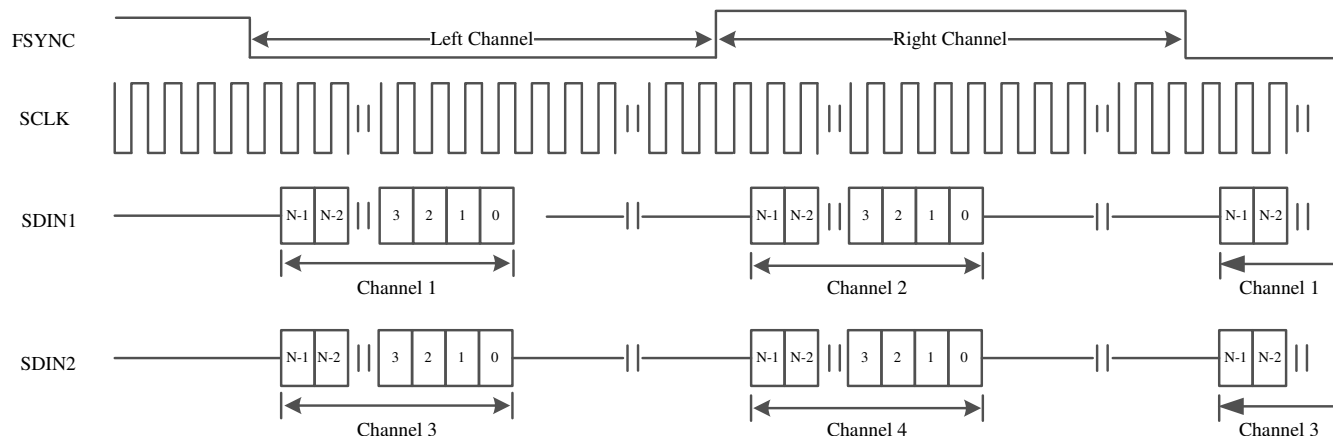 FSYNC Left Channel Right Channel
SCLK
SDIN1 N-1 N-2 3 2 1 0 N-1 N-2 3 2 1 0 N-1 N-2
Channel 1 Channel 2 Channel 1
SDIN2 N-1 N-2 3 2 1 0 N-1 N-2 3 2 1 0 N-1 N-2
Channel 3 Channel 4 Channel 3